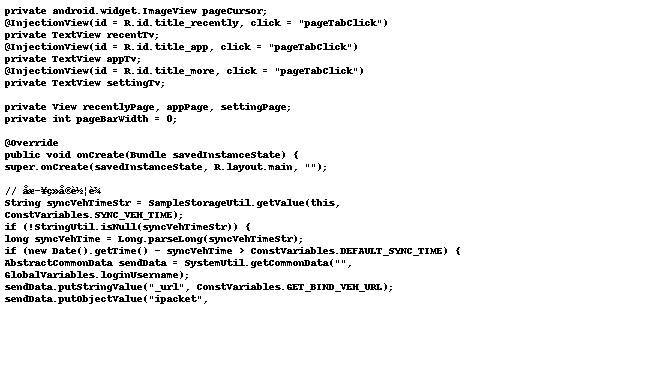 private android.widget.ImageView pageCursor;
@InjectionView(id = R.id.title_recently, click = "pageTabClick")
private TextView recentTv;
@InjectionView(id = R.id.title_app, click = "pageTabClick")
private TextView appTv;
@InjectionView(id = R.id.title_more, click = "pageTabClick")
private TextView settingTv;
private View recentlyPage, appPage, settingPage;
private int pageBarWidth = 0;
@Override
public void onCreate(Bundle savedInstanceState) {
super.onCreate(savedInstanceState, R.layout.main, "");
//
String syncVehTimeStr = SampleStorageUtil.getValue(this,
ConstVariables.SYNC_VEH_TIME);
if (!StringUtil.isNull(syncVehTimeStr)) {
long syncVehTime = Long.parseLong(syncVehTimeStr);
if (new Date().getTime() - syncVehTime > ConstVariables.DEFAULT_SYNC_TIME) {
AbstractCommonData sendData = SystemUtil.getCommonData("",
GlobalVariables.loginUsername);
sendData.putStringValue("_url", ConstVariables.GET_BIND_VEH_URL);
sendData.putObjectValue("ipacket",